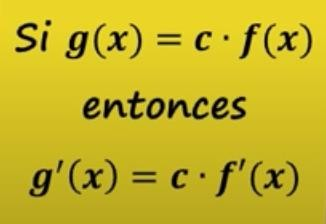 Si g(x) = c · f(x)
entonces
g'(x) = c · f'(x)